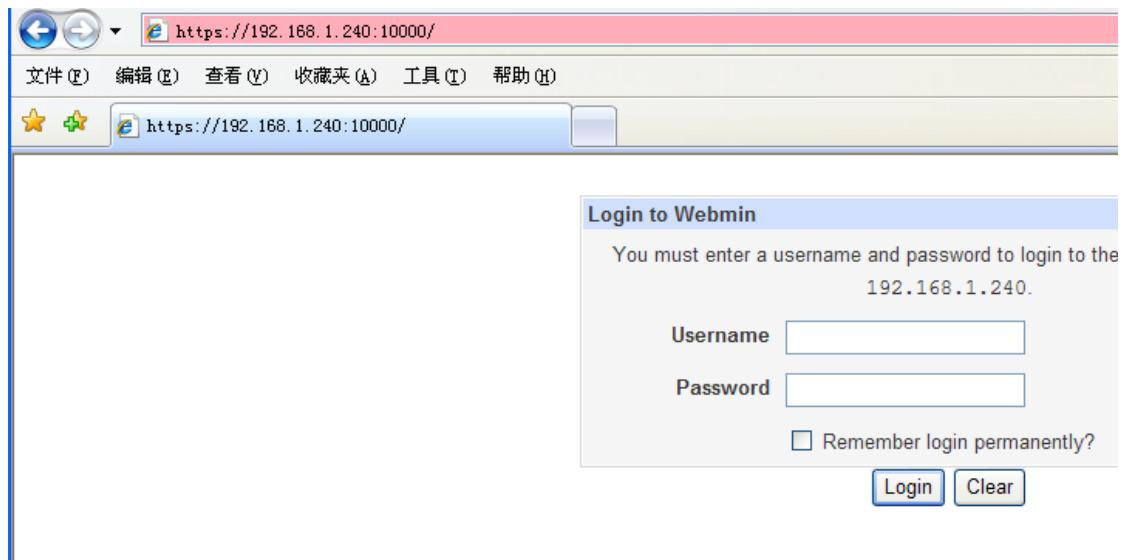 https://192.168.1.240:10000/
文件(F) 编辑(E) 查看(V) 收藏夹(A) 工具(T) 帮助(H)
https://192.168.1.240:10000/
Login to Webmin
You must enter a username and password to login to the
192.168.1.240.
Username
Password
Remember login permanently?
Login Clear